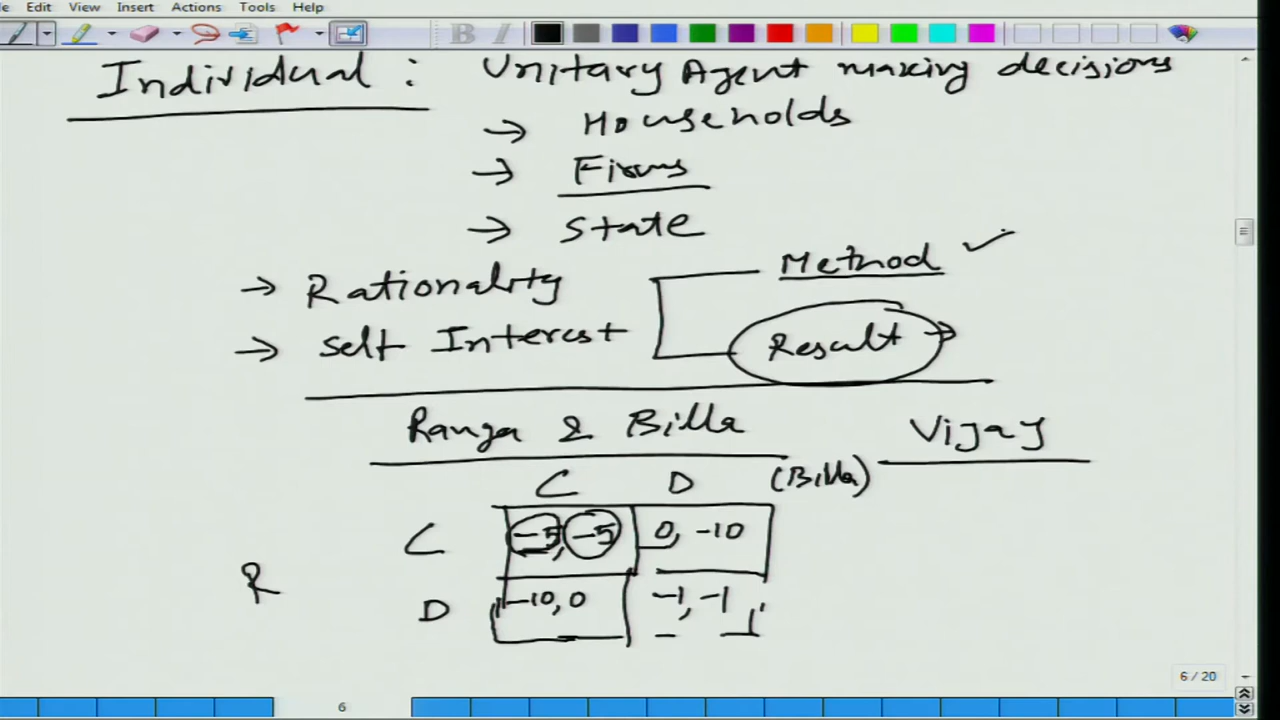 Edit View Insert Actions Tools Help
B I
Individual : Unitary Agent making decisions
→ Households
→ Firms
→ State
→ Rationality
Method ✓
→ Self Interest
Result →
Ranga & Billa
Vijay
C D (Billa)
C -5, -5 0, -10
R
D -10, 0 -1, -1
6 / 20
6